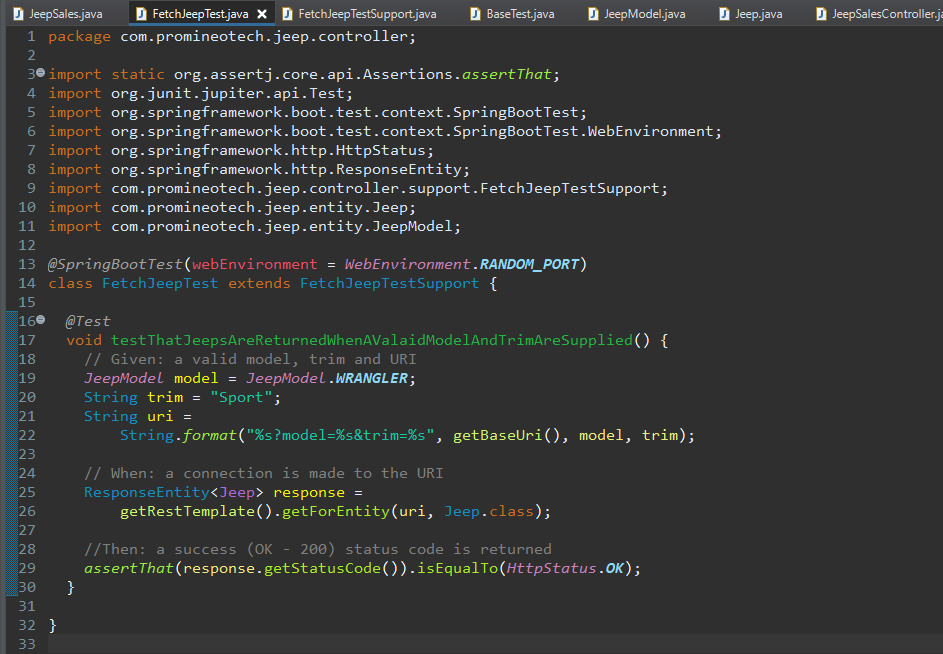 JeepSales.java FetchJeepTest.java FetchJeepTestSupport.java BaseTest.java JeepModel.java Jeep.java JeepSalesController.ja
1 package com.promineotech.jeep.controller;
2
3 import static org.assertj.core.api.Assertions.assertThat;
4 import org.junit.jupiter.api.Test;
5 import org.springframework.boot.test.context.SpringBootTest;
6 import org.springframework.boot.test.context.SpringBootTest.WebEnvironment;
7 import org.springframework.http.HttpStatus;
8 import org.springframework.http.ResponseEntity;
9 import com.promineotech.jeep.controller.support.FetchJeepTestSupport;
10 import com.promineotech.jeep.entity.Jeep;
11 import com.promineotech.jeep.entity.JeepModel;
12
13 @SpringBootTest(webEnvironment = WebEnvironment.RANDOM_PORT)
14 class FetchJeepTest extends FetchJeepTestSupport {
15
16   @Test
17   void testThatJeepsAreReturnedWhenAValaidModelAndTrimAreSupplied() {
18     // Given: a valid model, trim and URI
19     JeepModel model = JeepModel.WRANGLER;
20     String trim = "Sport";
21     String uri =
22         String.format("%s?model=%s&trim=%s", getBaseUri(), model, trim);
23
24     // When: a connection is made to the URI
25     ResponseEntity<Jeep> response =
26         getRestTemplate().getForEntity(uri, Jeep.class);
27
28     //Then: a success (OK - 200) status code is returned
29     assertThat(response.getStatusCode()).isEqualTo(HttpStatus.OK);
30   }
31
32 }
33